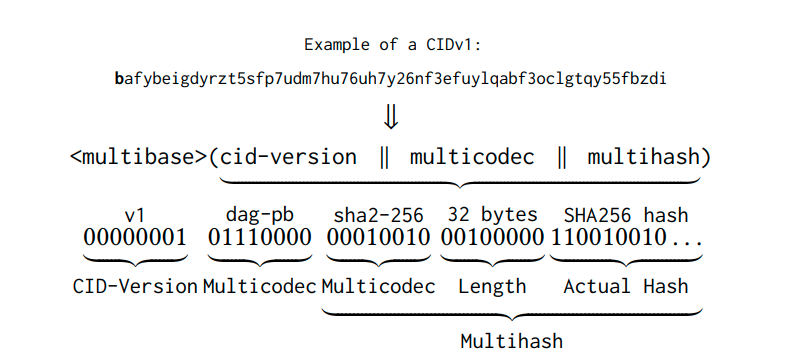 Example of a CIDv1:
bafybeigdyrzt5sfp7udm7hu76uh7y26nf3efuylqabf3oclgtqy55fbzdi
⇓
<multibase>(cid-version ‖ multicodec ‖ multihash)
v1 dag-pb sha2-256 32 bytes SHA256 hash
00000001 01110000 00010010 00100000 110010010...
CID-Version Multicodec Multicodec Length Actual Hash
Multihash